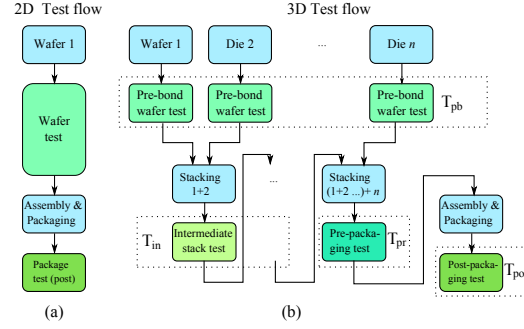 2D Test flow
3D Test flow
Wafer 1
Wafer
test
Assembly &
Packaging
Package
test (post)
(a)
Wafer 1
Die 2
...
Die n
Pre-bond
wafer test
Pre-bond
wafer test
Pre-bond
wafer test
Tpb
Stacking
1+2
...
Stacking
(1+2 ...)+ n
Assembly &
Packaging
Tin
Intermediate
stack test
Pre-packa-
ging test
Tpr
Post-packa-
ging test
Tpo
(b)